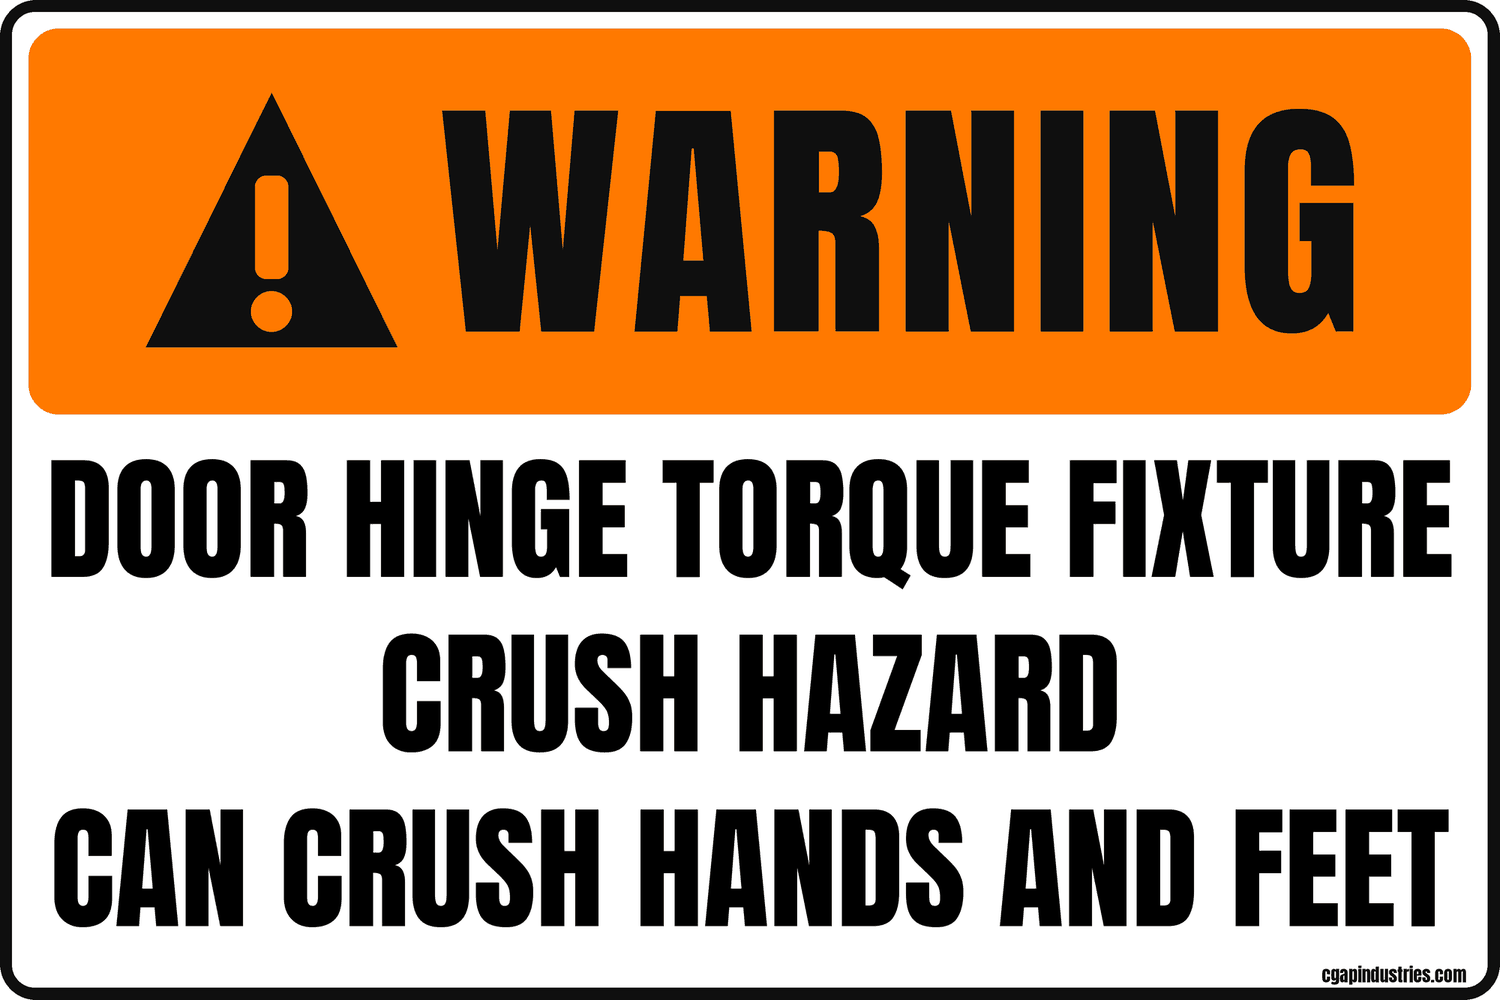 WARNING
DOOR HINGE TORQUE FIXTURE
CRUSH HAZARD
CAN CRUSH HANDS AND FEET
cgapindustries.com